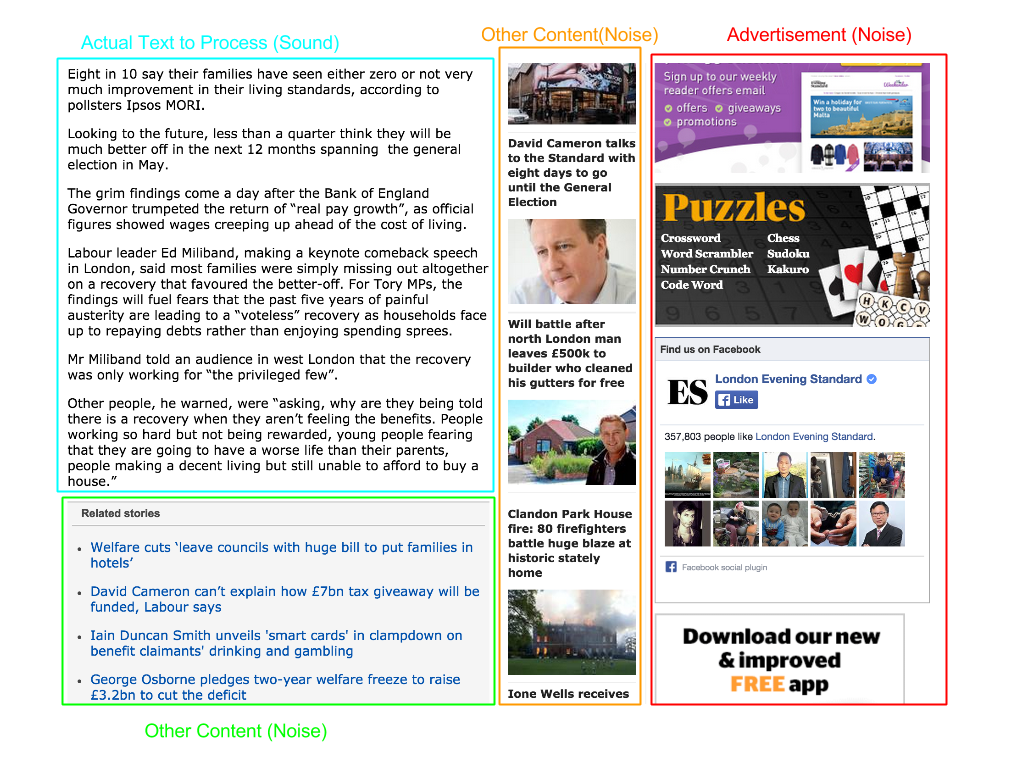 Actual Text to Process (Sound)
Other Content(Noise)
Advertisement (Noise)
Eight in 10 say their families have seen either zero or not very
much improvement in their living standards, according to
pollsters Ipsos MORI.
Looking to the future, less than a quarter think they will be
much better off in the next 12 months spanning  the general
election in May.
The grim findings come a day after the Bank of England
Governor trumpeted the return of “real pay growth”, as official
figures showed wages creeping up ahead of the cost of living.
Labour leader Ed Miliband, making a keynote comeback speech
in London, said most families were simply missing out altogether
on a recovery that favoured the better-off. For Tory MPs, the
findings will fuel fears that the past five years of painful
austerity are leading to a “voteless” recovery as households face
up to repaying debts rather than enjoying spending sprees.
Mr Miliband told an audience in west London that the recovery
was only working for “the privileged few”.
Other people, he warned, were “asking, why are they being told
there is a recovery when they aren’t feeling the benefits. People
working so hard but not being rewarded, young people fearing
that they are going to have a worse life than their parents,
people making a decent living but still unable to afford to buy a
house.”
Related stories
• Welfare cuts ‘leave councils with huge bill to put families in
hotels’
• David Cameron can’t explain how £7bn tax giveaway will be
funded, Labour says
• Iain Duncan Smith unveils 'smart cards' in clampdown on
benefit claimants' drinking and gambling
• George Osborne pledges two-year welfare freeze to raise
£3.2bn to cut the deficit
Other Content (Noise)
David Cameron talks
to the Standard with
eight days to go
until the General
Election
Will battle after
north London man
leaves £500k to
builder who cleaned
his gutters for free
Clandon Park House
fire: 80 firefighters
battle huge blaze at
historic stately
home
Ione Wells receives
Sign up to our weekly
reader offers email
offers giveaways
promotions
Win a holiday for
two to beautiful
Malta
Puzzles
Crossword Chess
Word Scrambler Sudoku
Number Crunch Kakuro
Code Word
H K C V
Find us on Facebook
ES London Evening Standard
Like
357,803 people like London Evening Standard.
Facebook social plugin
Download our new
& improved
FREE app